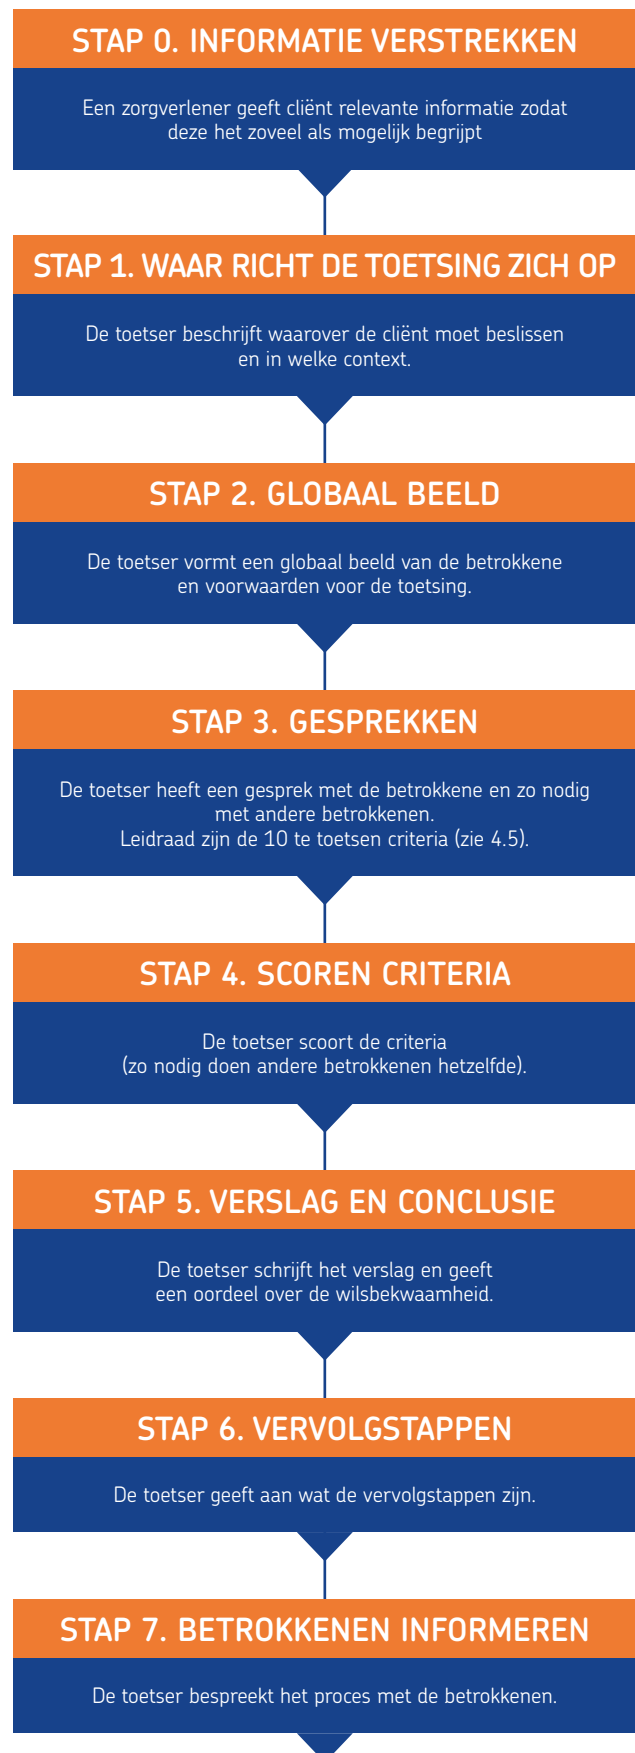 STAP 0. INFORMATIE VERSTREKKEN
Een zorgverlener geeft cliënt relevante informatie zodat
deze het zoveel als mogelijk begrijpt
STAP 1. WAAR RICHT DE TOETSING ZICH OP
De toetser beschrijft waarover de cliënt moet beslissen
en in welke context.
STAP 2. GLOBAAL BEELD
De toetser vormt een globaal beeld van de betrokkene
en voorwaarden voor de toetsing.
STAP 3. GESPREKKEN
De toetser heeft een gesprek met de betrokkene en zo nodig
met andere betrokkenen.
Leidraad zijn de 10 te toetsen criteria (zie 4.5).
STAP 4. SCOREN CRITERIA
De toetser scoort de criteria
(zo nodig doen andere betrokkenen hetzelfde).
STAP 5. VERSLAG EN CONCLUSIE
De toetser schrijft het verslag en geeft
een oordeel over de wilsbekwaamheid.
STAP 6. VERVOLGSTAPPEN
De toetser geeft aan wat de vervolgstappen zijn.
STAP 7. BETROKKENEN INFORMEREN
De toetser bespreekt het proces met de betrokkenen.